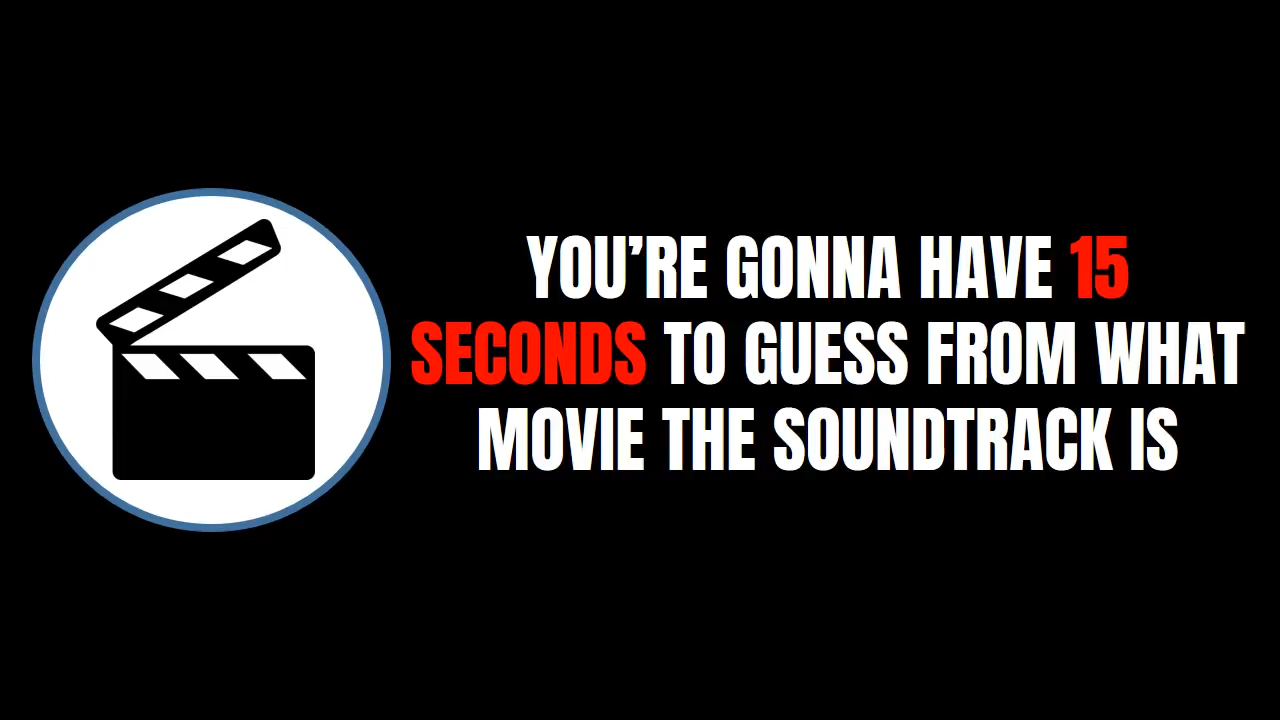 YOU’RE GONNA HAVE 15
SECONDS TO GUESS FROM WHAT
MOVIE THE SOUNDTRACK IS